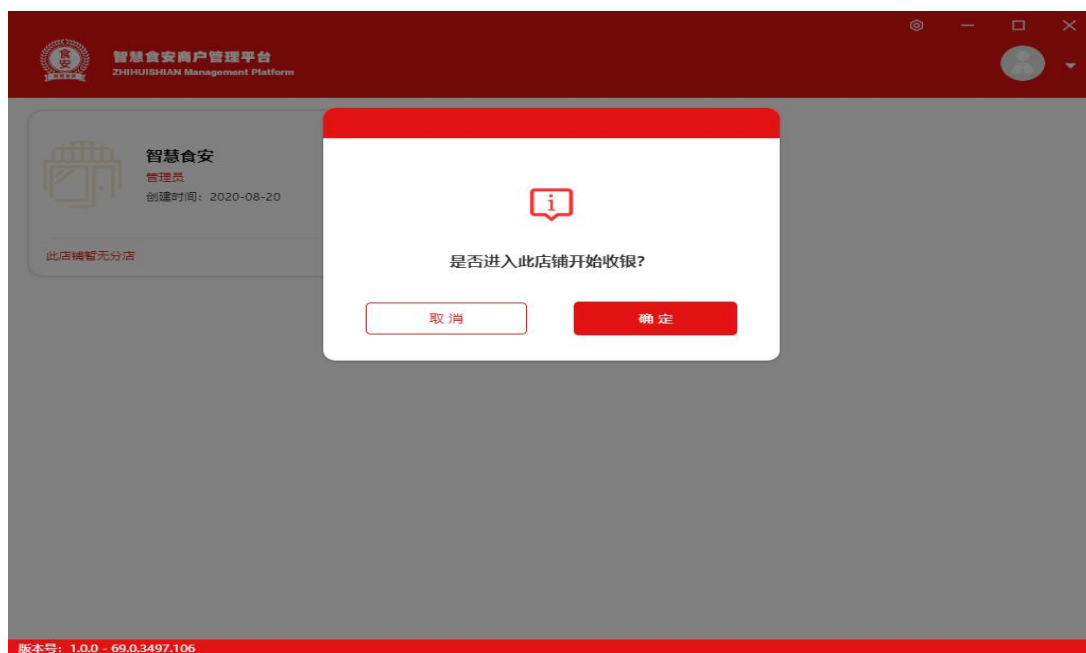 食安
智慧食安商户管理平台
ZHIHUISHIAN Management Platform
智慧食安
管理员
创建时间：2020-08-20
此店铺暂无分店
是否进入此店铺开始收银?
取 消
确 定
版本号：1.0.0 - 69.0.3497.106